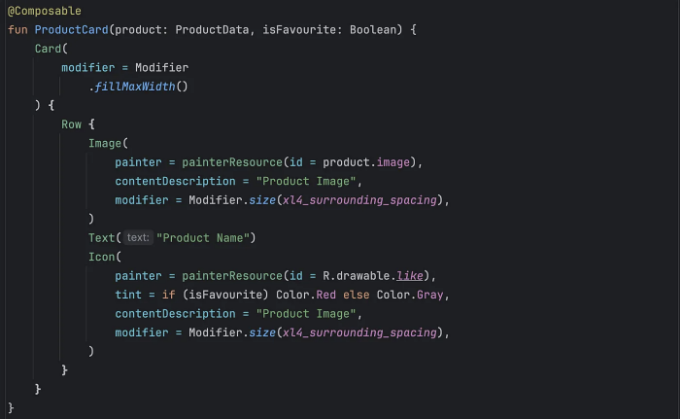 @Composable
fun ProductCard(product: ProductData, isFavourite: Boolean) {
    Card(
        modifier = Modifier
            .fillMaxWidth()
    ) {
        Row {
            Image(
                painter = painterResource(id = product.image),
                contentDescription = "Product Image",
                modifier = Modifier.size(xl4_surrounding_spacing),
            )
            Text( text: "Product Name")
            Icon(
                painter = painterResource(id = R.drawable.like),
                tint = if (isFavourite) Color.Red else Color.Gray,
                contentDescription = "Product Image",
                modifier = Modifier.size(xl4_surrounding_spacing),
            )
        }
    }
}